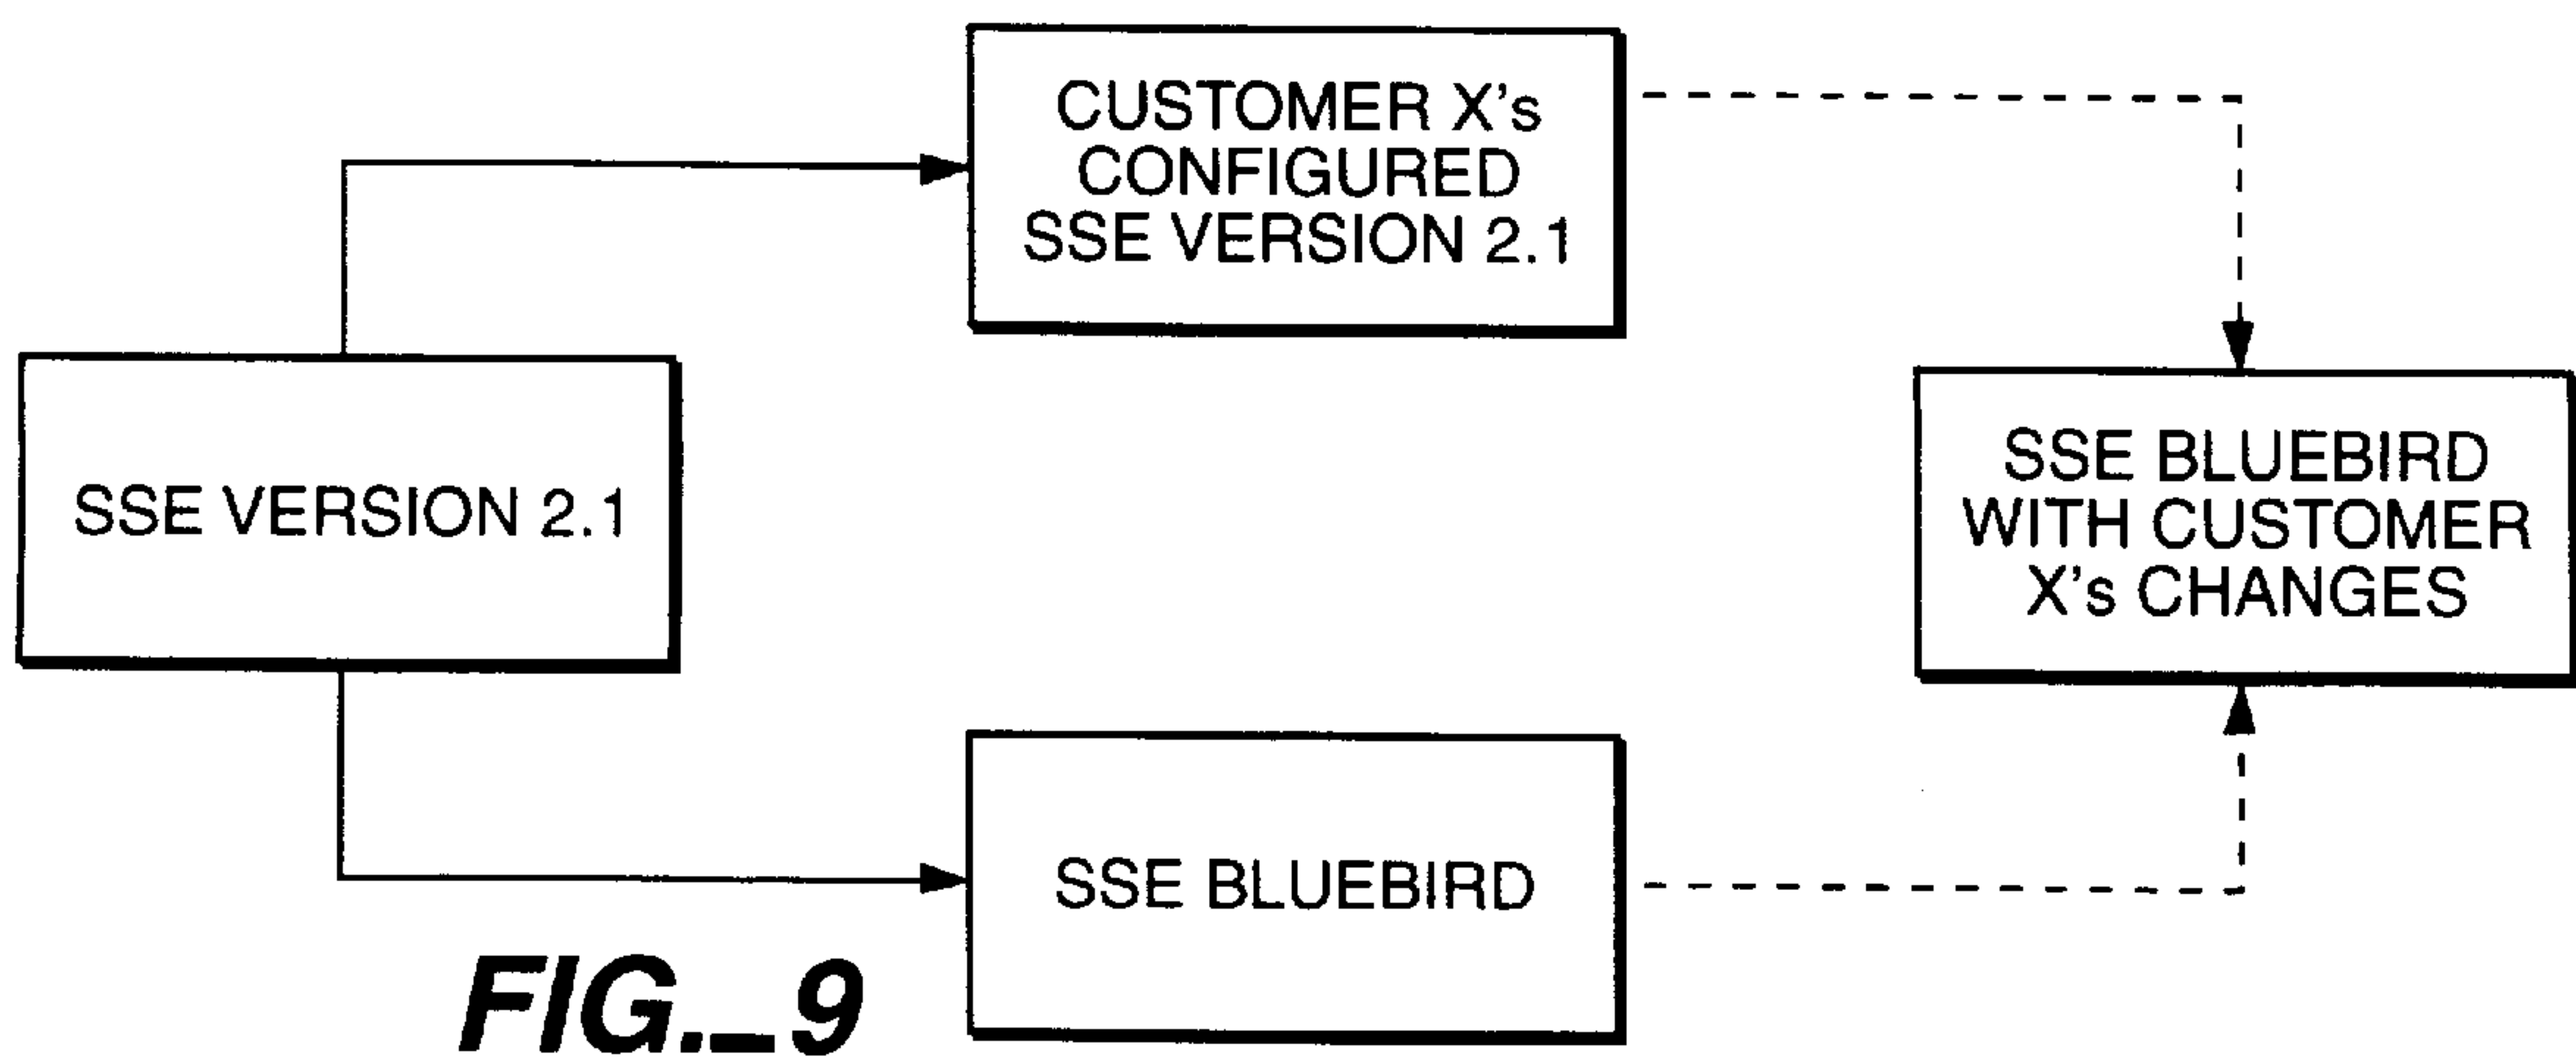 CUSTOMER X's
CONFIGURED
SSE VERSION 2.1
SSE VERSION 2.1
SSE BLUEBIRD
WITH CUSTOMER
X's CHANGES
SSE BLUEBIRD
FIG._9